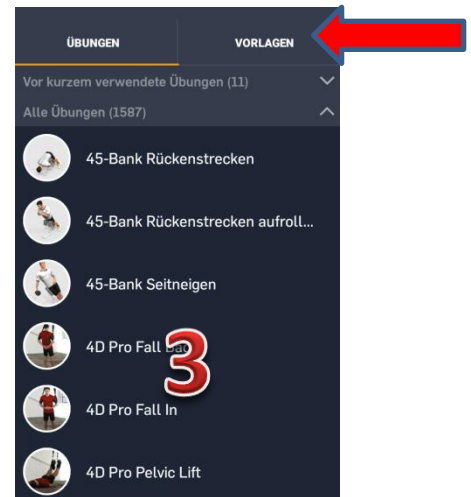 ÜBUNGEN VORLAGEN
Vor kurzem verwendete Übungen (11)
Alle Übungen (1587)
45-Bank Rückenstrecken
45-Bank Rückenstrecken aufroll...
45-Bank Seitneigen
4D Pro Fall Back
3
4D Pro Fall In
4D Pro Pelvic Lift